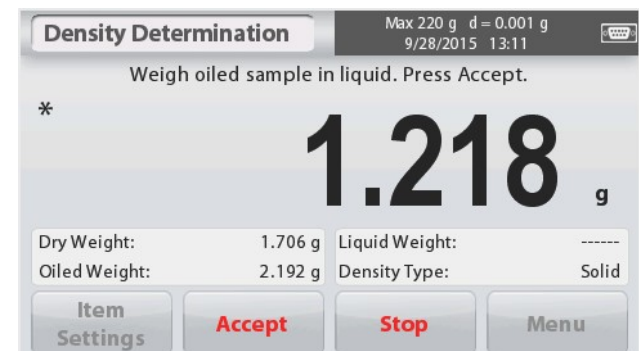 Density Determination
Max 220 g d = 0.001 g
9/28/2015 13:11
Weigh oiled sample in liquid. Press Accept.
*
1.218 g
Dry Weight: 1.706 g Liquid Weight: ------
Oiled Weight: 2.192 g Density Type: Solid
Item Settings
Accept
Stop
Menu